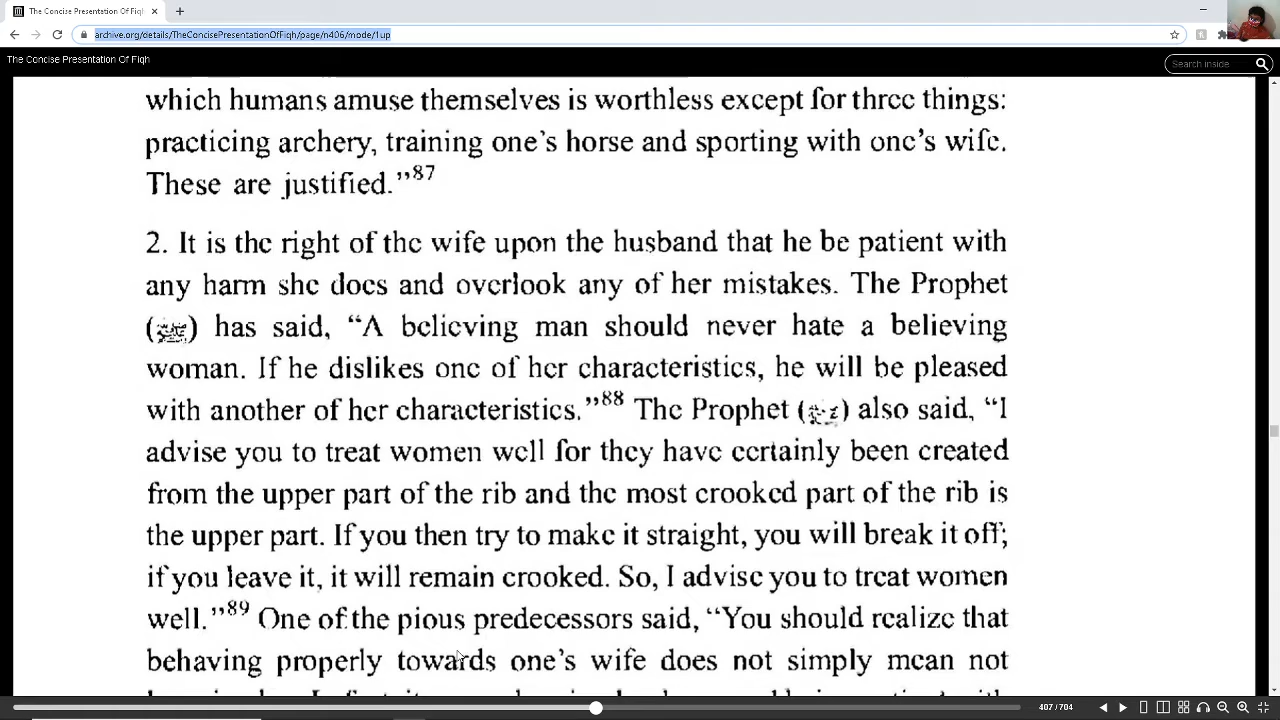 The Concise Presentation Of Fiqh
archive.org/details/TheConcisePresentationOfFiqh/page/n406/mode/1up
The Concise Presentation Of Fiqh
Search inside
which humans amuse themselves is worthless except for three things:
practicing archery, training one's horse and sporting with one's wife.
These are justified."87
2. It is the right of the wife upon the husband that he be patient with
any harm she does and overlook any of her mistakes. The Prophet
( ) has said, "A believing man should never hate a believing
woman. If he dislikes one of her characteristics, he will be pleased
with another of her characteristics."88 The Prophet ( ) also said, "I
advise you to treat women well for they have certainly been created
from the upper part of the rib and the most crooked part of the rib is
the upper part. If you then try to make it straight, you will break it off;
if you leave it, it will remain crooked. So, I advise you to treat women
well."89 One of the pious predecessors said, "You should realize that
behaving properly towards one's wife does not simply mean not
407 / 704